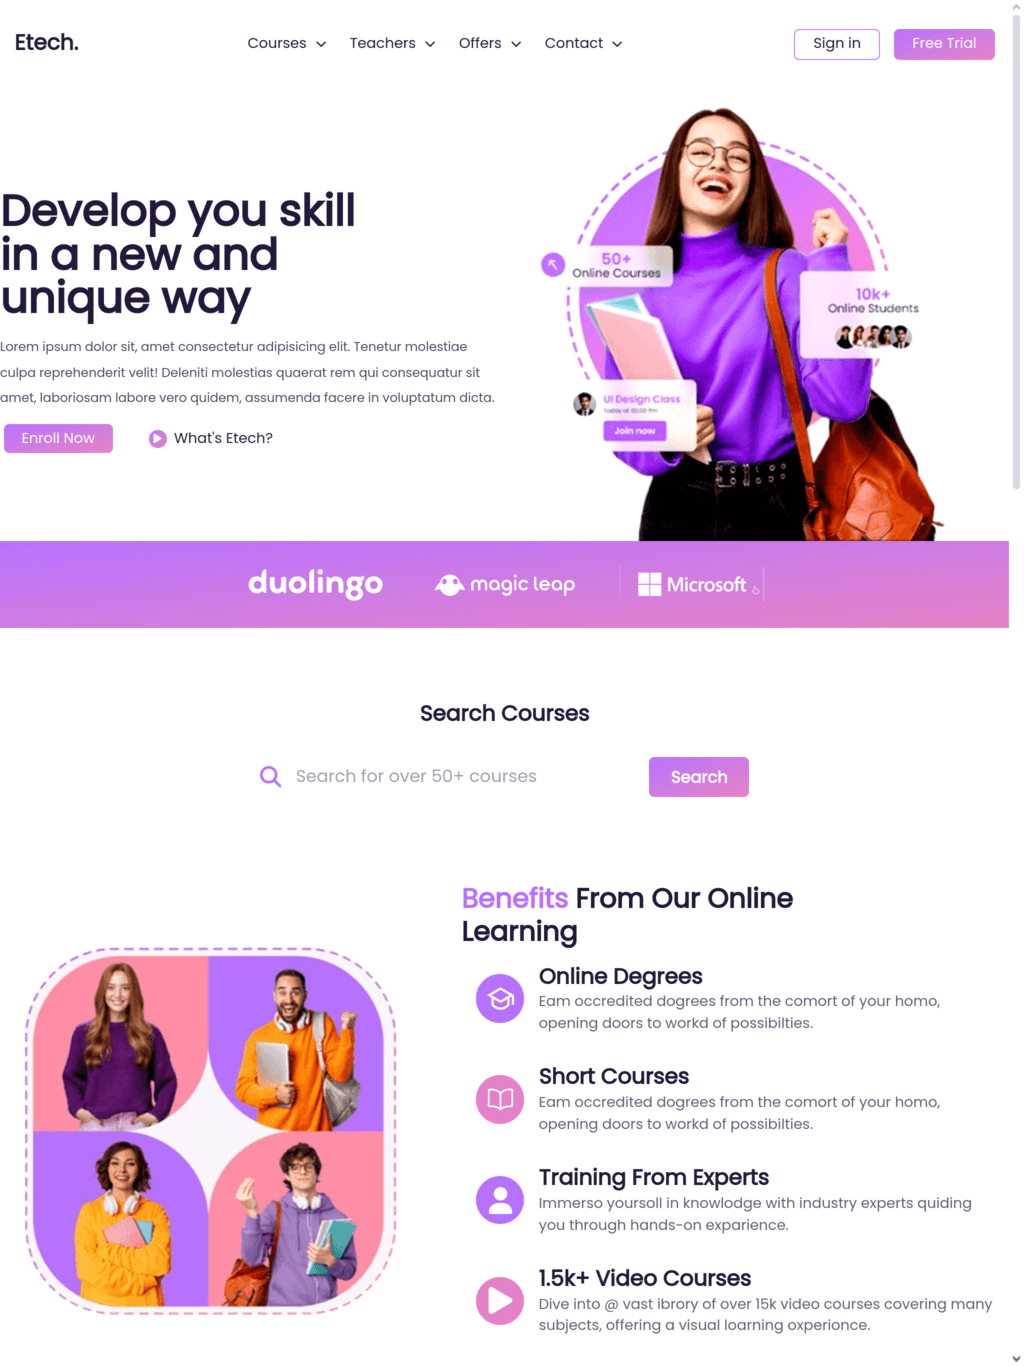 Etech.
Courses Teachers Offers Contact Sign in Free Trial
Develop you skill
in a new and
unique way
Lorem ipsum dolor sit, amet consectetur adipisicing elit. Tenetur molestiae
culpa reprehenderit velit! Deleniti molestias quaerat rem qui consequatur sit
amet, laboriosam labore vero quidem, assumenda facere in voluptatum dicta.
Enroll Now What's Etech?
50+
Online Courses
10k+
Online Students
UI Design Class
Today at 02.00 Pm
Join now
duolingo magic leap Microsoft
Search Courses
Search for over 50+ courses Search
Benefits From Our Online
Learning
Online Degrees
Eam occredited dogrees from the comort of your homo,
opening doors to workd of possibilties.
Short Courses
Eam occredited dogrees from the comort of your homo,
opening doors to workd of possibilties.
Training From Experts
Immerso yoursoll in knowlodge with industry experts quiding
you through hands-on exparience.
1.5k+ Video Courses
Dive into @ vast ibrory of over 15k video courses covering many
subjects, offering a visual loarning oxperionce.